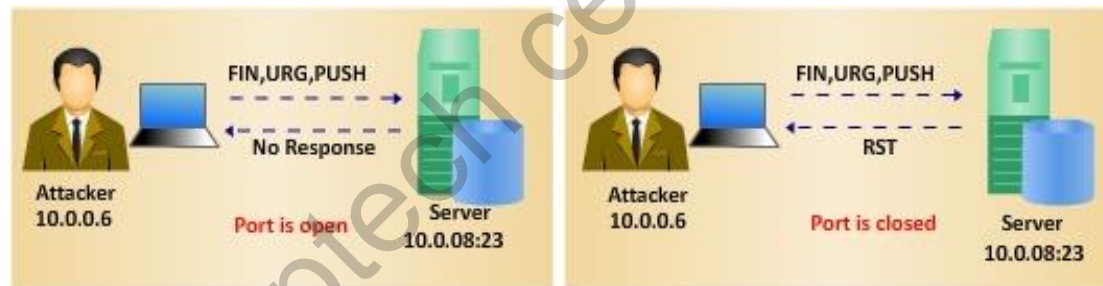 FIN,URG,PUSH
No Response
Attacker
10.0.0.6
Port is open
Server
10.0.08:23
FIN,URG,PUSH
RST
Attacker
10.0.0.6
Port is closed
Server
10.0.08:23